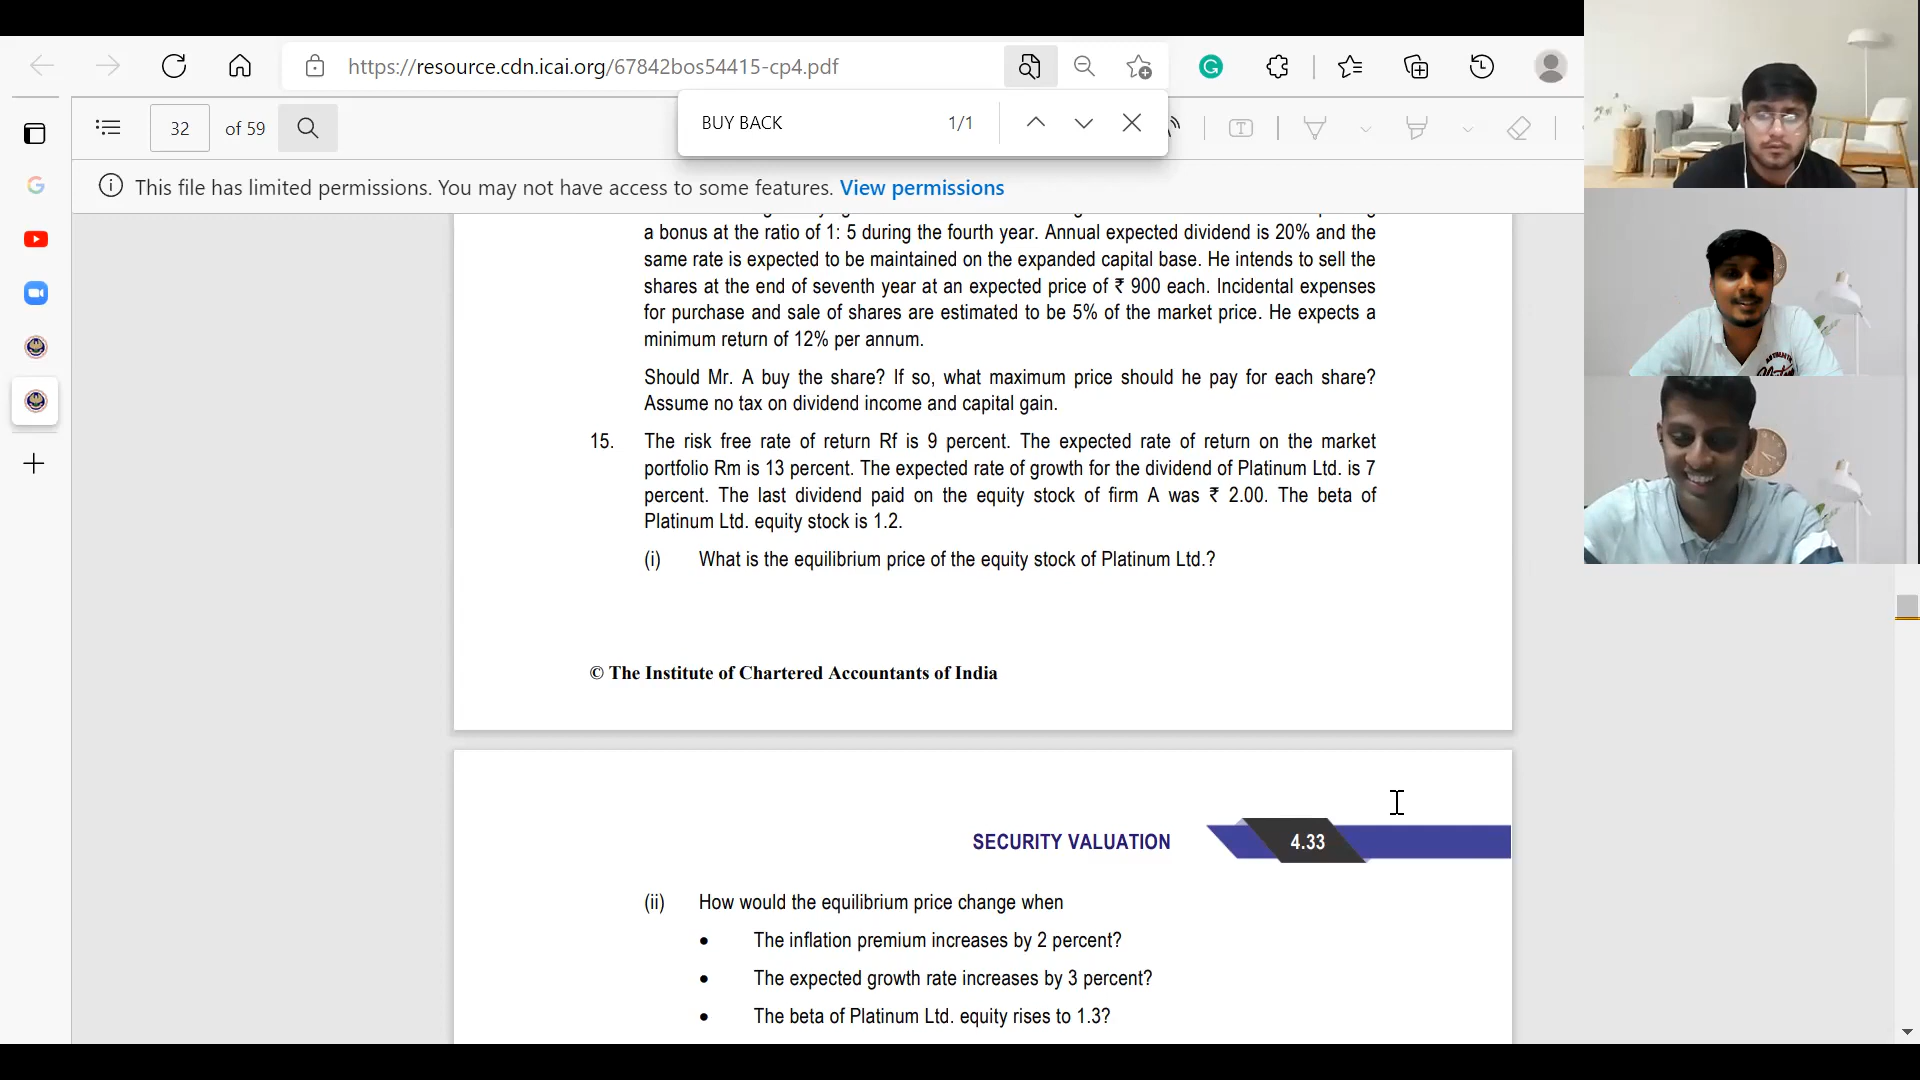 https://resource.cdn.icai.org/67842bos54415-cp4.pdf
BUY BACK 1/1
32 of 59
This file has limited permissions. You may not have access to some features. View permissions
a bonus at the ratio of 1: 5 during the fourth year. Annual expected dividend is 20% and the
same rate is expected to be maintained on the expanded capital base. He intends to sell the
shares at the end of seventh year at an expected price of ₹ 900 each. Incidental expenses
for purchase and sale of shares are estimated to be 5% of the market price. He expects a
minimum return of 12% per annum.
Should Mr. A buy the share? If so, what maximum price should he pay for each share?
Assume no tax on dividend income and capital gain.
15. The risk free rate of return Rf is 9 percent. The expected rate of return on the market
portfolio Rm is 13 percent. The expected rate of growth for the dividend of Platinum Ltd. is 7
percent. The last dividend paid on the equity stock of firm A was ₹ 2.00. The beta of
Platinum Ltd. equity stock is 1.2.
(i) What is the equilibrium price of the equity stock of Platinum Ltd.?
© The Institute of Chartered Accountants of India
SECURITY VALUATION 4.33
(ii) How would the equilibrium price change when
• The inflation premium increases by 2 percent?
• The expected growth rate increases by 3 percent?
• The beta of Platinum Ltd. equity rises to 1.3?